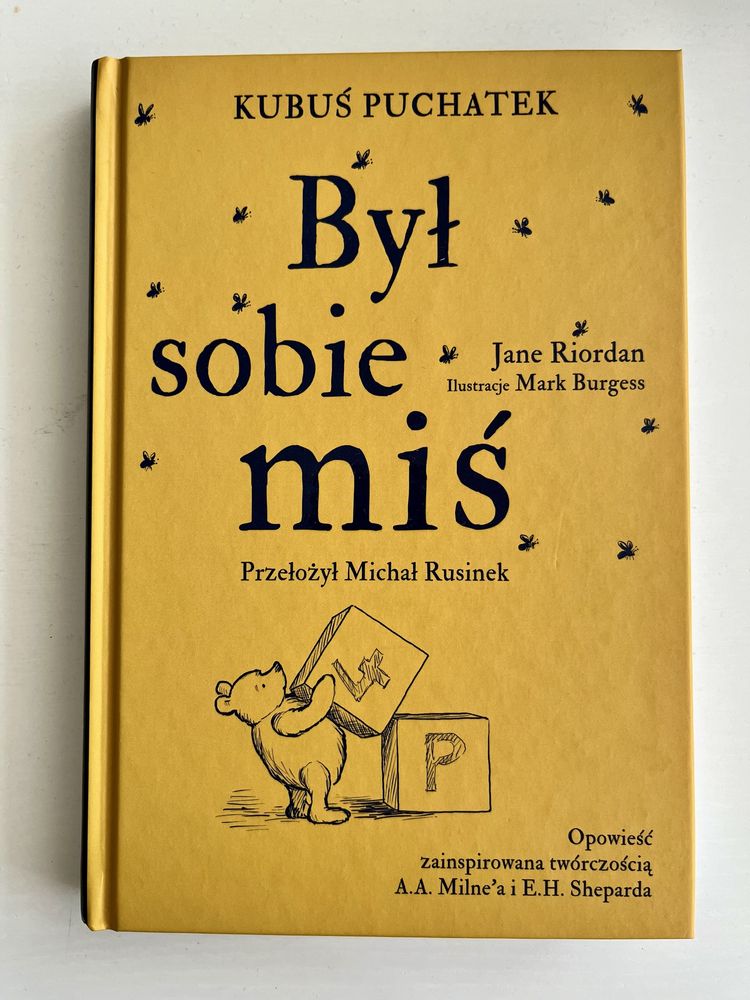 KUBUŚ PUCHATEK
Był
sobie
miś
Jane Riordan
Ilustracje Mark Burgess
Przełożył Michał Rusinek
K
P
Opowieść
zainspirowana twórczością
A.A. Milne'a i E.H. Sheparda